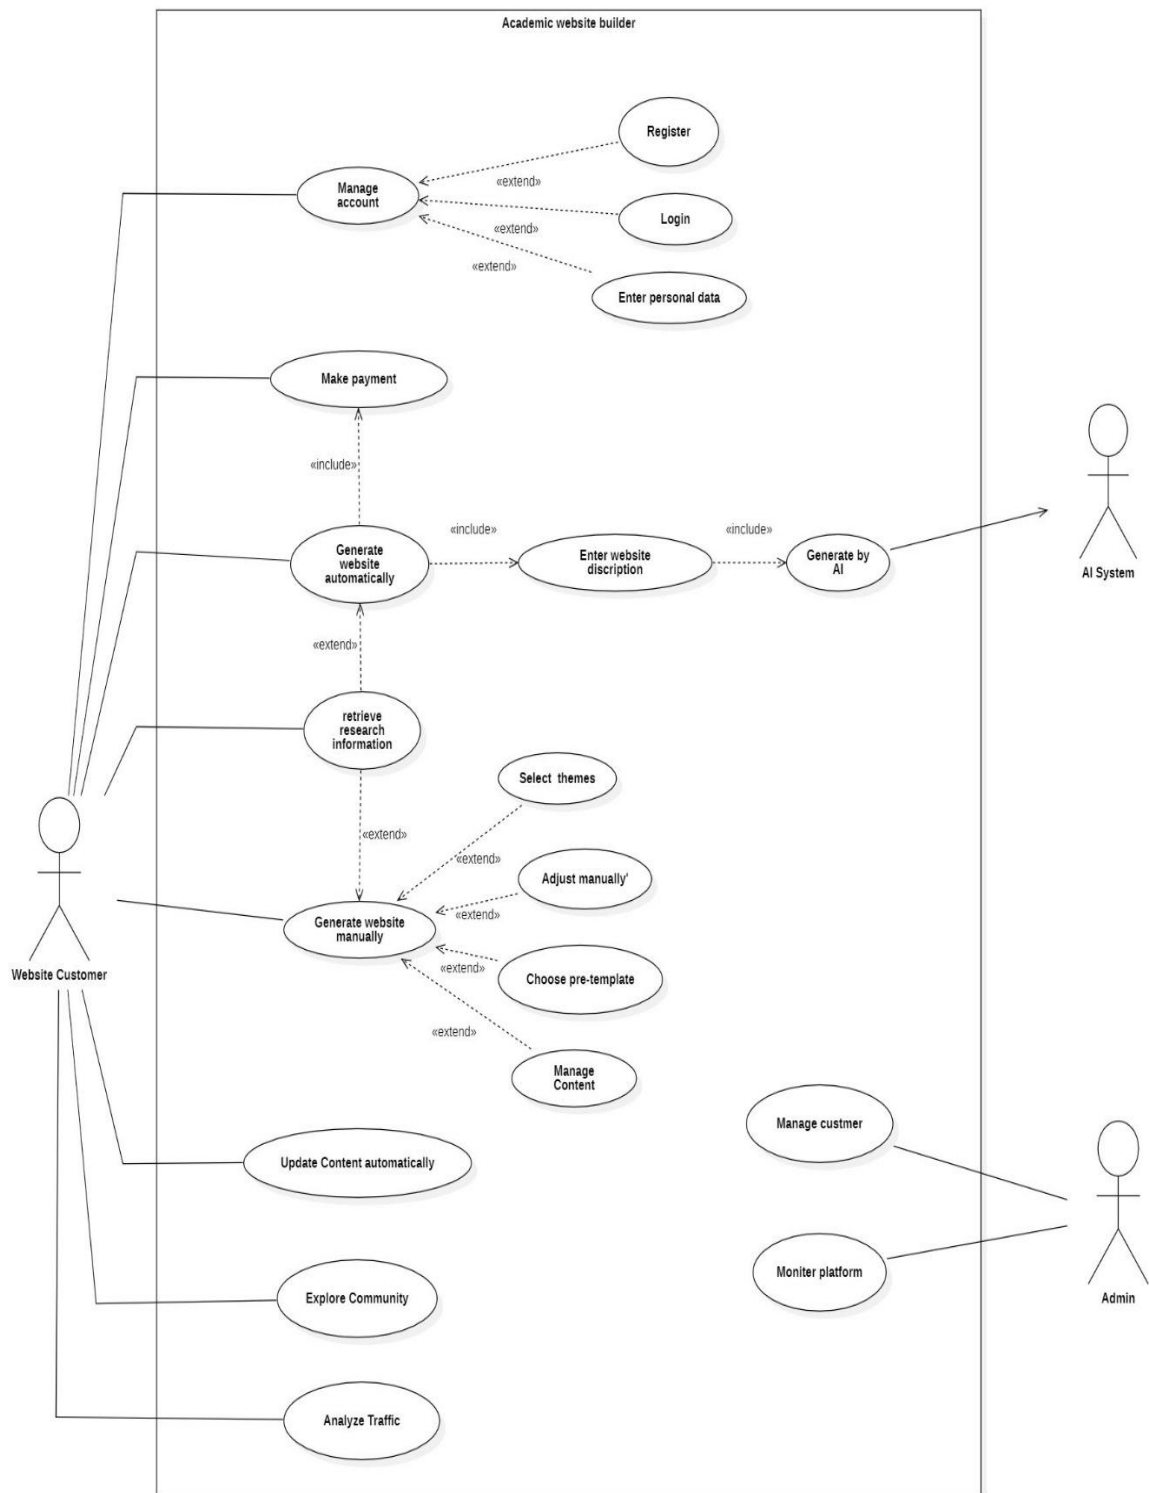 Academic website builder
Register
Manage
account
«extend»
Login
«extend»
«extend»
Enter personal data
Make payment
«include»
Generate
website
automatically
«include»
Enter website
discription
«include»
Generate by
AI
AI System
«extend»
retrieve
research
information
Select  themes
«extend»
«extend»
Adjust manually'
«extend»
Generate website
manually
«extend»
Choose pre-template
Website Customer
«extend»
Manage
Content
Manage custmer
Update Content automatically
Moniter platform
Admin
Explore Community
Analyze Traffic